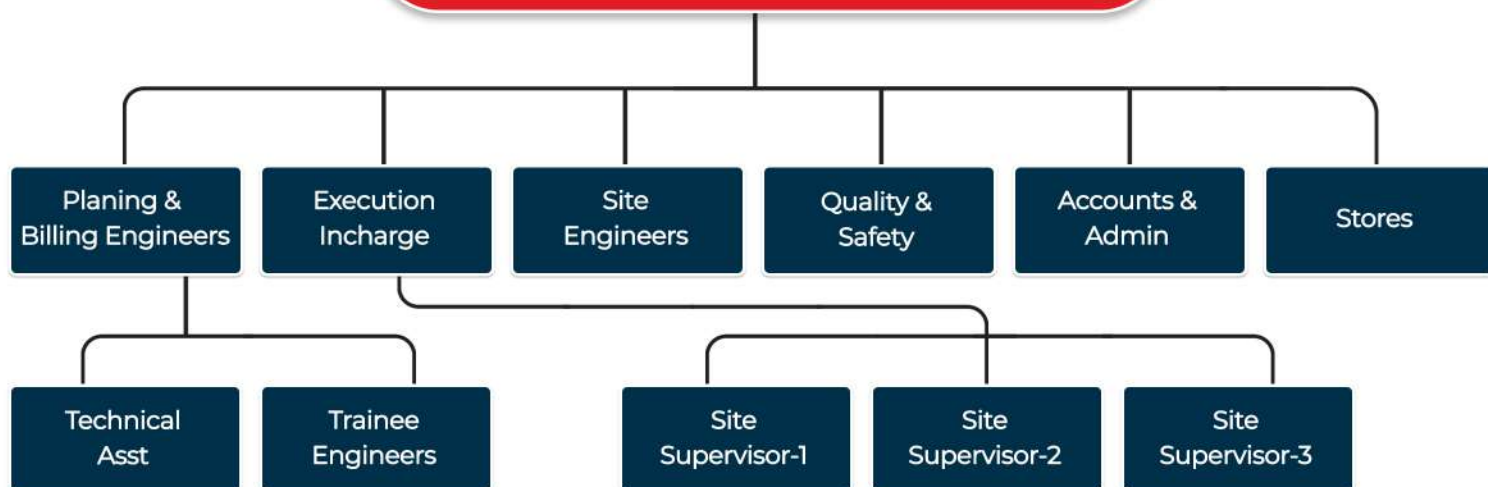 Planing &
Billing Engineers
Execution
Incharge
Site
Engineers
Quality &
Safety
Accounts &
Admin
Stores
Technical
Asst
Trainee
Engineers
Site
Supervisor-1
Site
Supervisor-2
Site
Supervisor-3